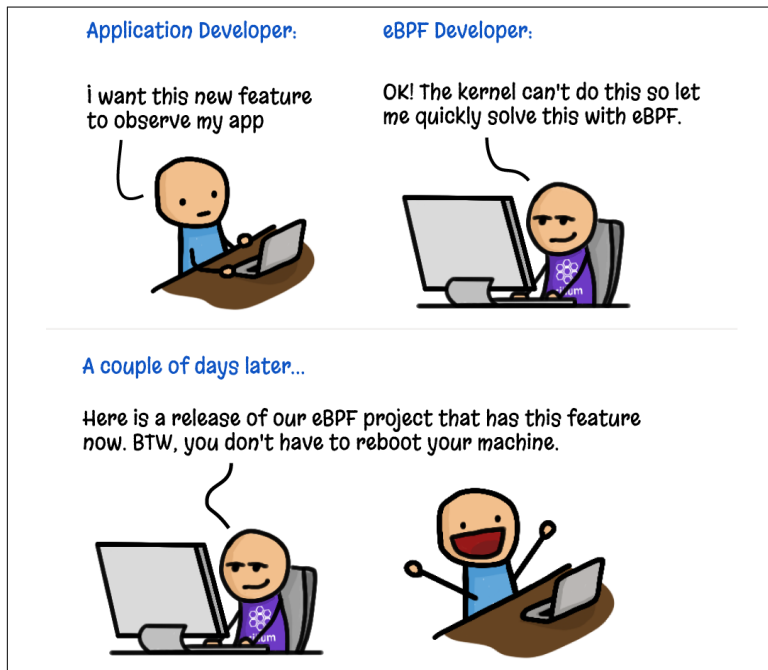 Application Developer:
eBPF Developer:
i want this new feature
to observe my app
OK! The kernel can't do this so let
me quickly solve this with eBPF.
A couple of days later...
Here is a release of our eBPF project that has this feature
now. BTW, you don't have to reboot your machine.